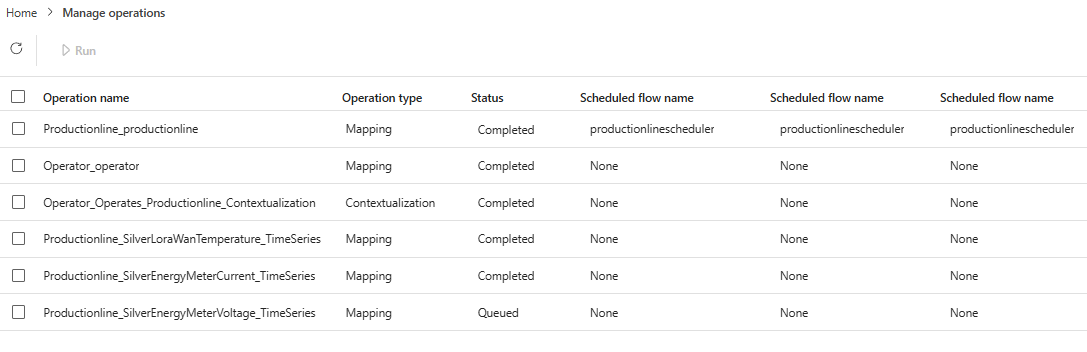 Home > Manage operations
Run
Operation name Operation type Status Scheduled flow name Scheduled flow name Scheduled flow name
Productionline_productionline Mapping Completed productionlinescheduler productionlinescheduler productionlinescheduler
Operator_operator Mapping Completed None None None
Operator_Operates_Productionline_Contextualization Contextualization Completed None None None
Productionline_SilverLoraWanTemperature_TimeSeries Mapping Completed None None None
Productionline_SilverEnergyMeterCurrent_TimeSeries Mapping Completed None None None
Productionline_SilverEnergyMeterVoltage_TimeSeries Mapping Queued None None None